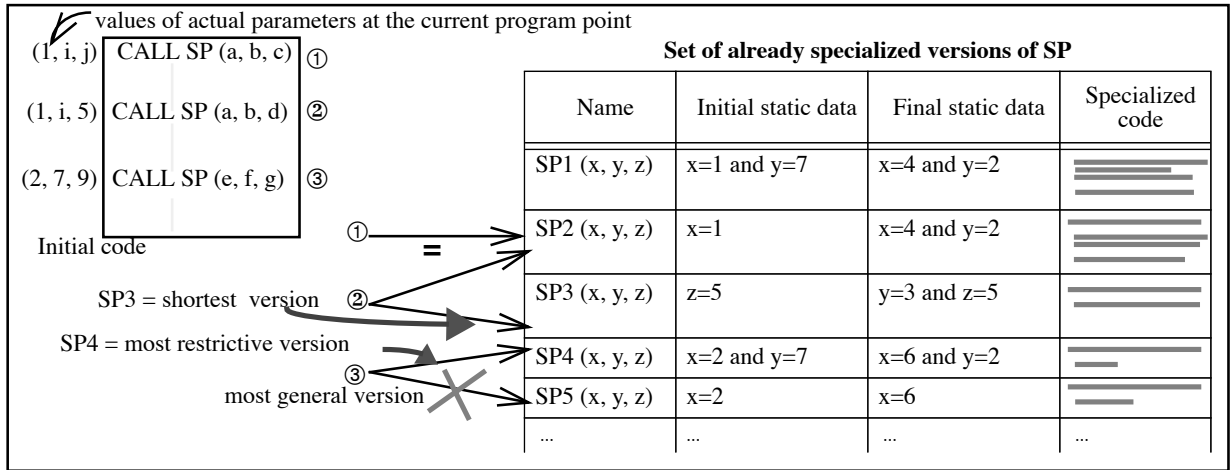 values of actual parameters at the current program point
(1, i, j) CALL SP (a, b, c) ①
(1, i, 5) CALL SP (a, b, d) ②
(2, 7, 9) CALL SP (e, f, g) ③
Initial code
① =
SP3 = shortest version ②
SP4 = most restrictive version
③
most general version
Set of already specialized versions of SP
Name Initial static data Final static data Specialized code
SP1 (x, y, z) x=1 and y=7 x=4 and y=2
SP2 (x, y, z) x=1 x=4 and y=2
SP3 (x, y, z) z=5 y=3 and z=5
SP4 (x, y, z) x=2 and y=7 x=6 and y=2
SP5 (x, y, z) x=2 x=6
... ... ... ...